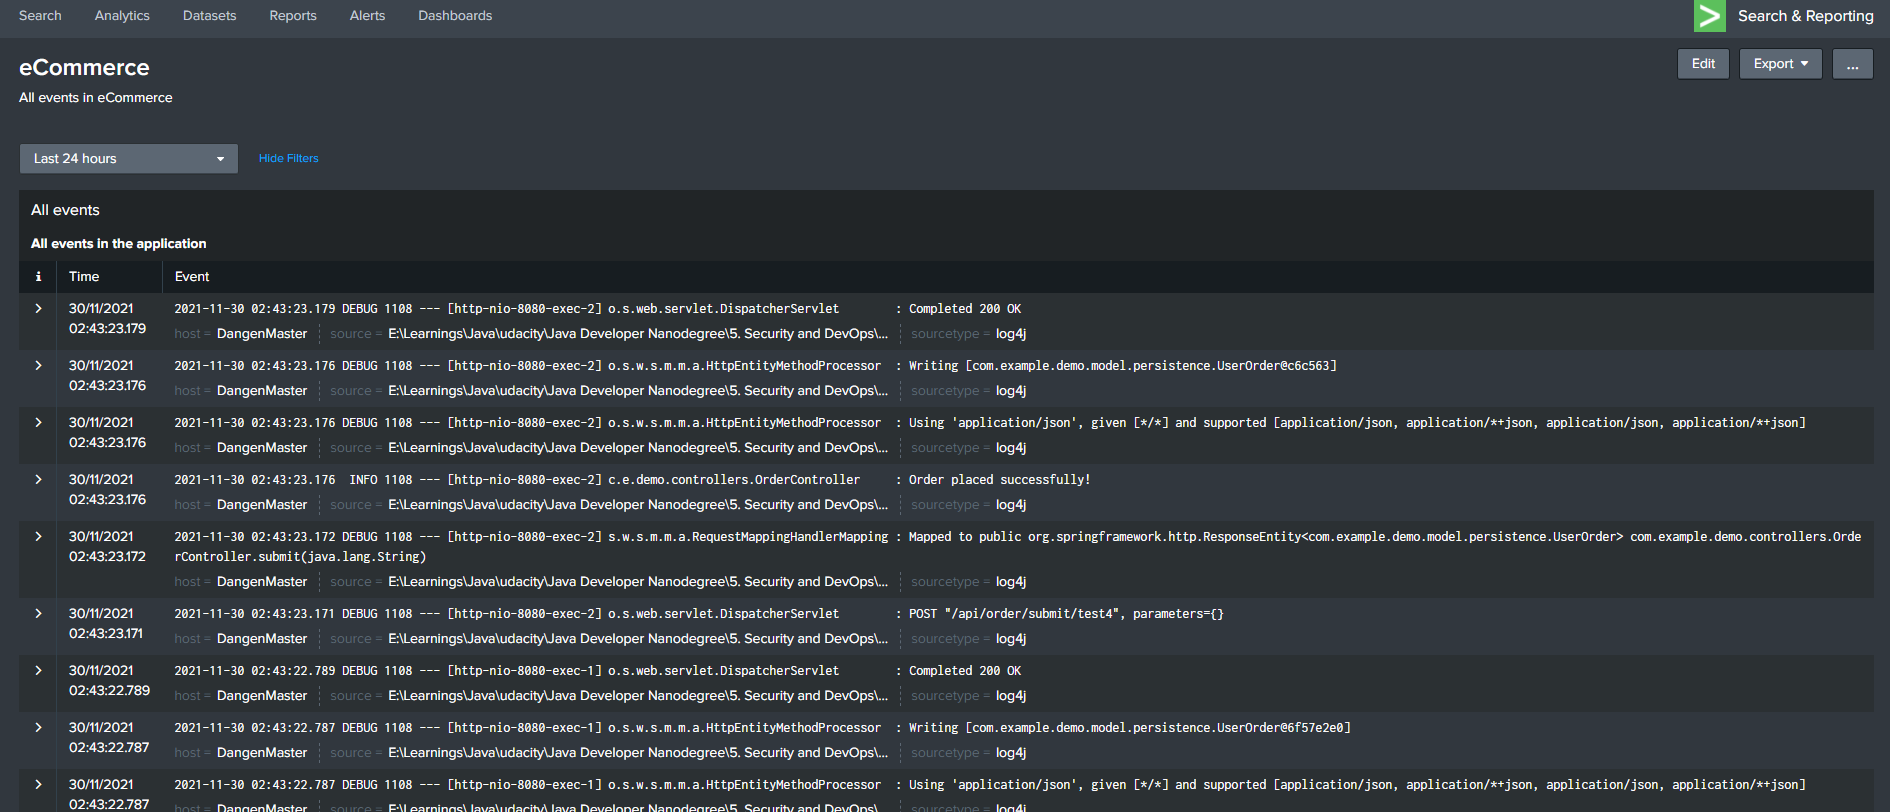 Search Analytics Datasets Reports Alerts Dashboards > Search & Reporting
eCommerce Edit Export ...
All events in eCommerce
Last 24 hours Hide Filters
All events
All events in the application
i Time Event
30/11/2021 2021-11-30 02:43:23.179 DEBUG 1108 --- [http-nio-8080-exec-2] o.s.web.servlet.DispatcherServlet : Completed 200 OK
02:43:23.179 host = DangenMaster source = E:\Learnings\Java\udacity\Java Developer Nanodegree\5. Security and DevOps\... sourcetype = log4j
30/11/2021 2021-11-30 02:43:23.176 DEBUG 1108 --- [http-nio-8080-exec-2] o.s.w.s.m.m.a.HttpEntityMethodProcessor : Writing [com.example.demo.model.persistence.UserOrder@c6c563]
02:43:23.176 host = DangenMaster source = E:\Learnings\Java\udacity\Java Developer Nanodegree\5. Security and DevOps\... sourcetype = log4j
30/11/2021 2021-11-30 02:43:23.176 DEBUG 1108 --- [http-nio-8080-exec-2] o.s.w.s.m.m.a.HttpEntityMethodProcessor : Using 'application/json', given [*/*] and supported [application/json, application/*+json, application/json, application/*+json]
02:43:23.176 host = DangenMaster source = E:\Learnings\Java\udacity\Java Developer Nanodegree\5. Security and DevOps\... sourcetype = log4j
30/11/2021 2021-11-30 02:43:23.176 INFO 1108 --- [http-nio-8080-exec-2] c.e.demo.controllers.OrderController : Order placed successfully!
02:43:23.176 host = DangenMaster source = E:\Learnings\Java\udacity\Java Developer Nanodegree\5. Security and DevOps\... sourcetype = log4j
30/11/2021 2021-11-30 02:43:23.172 DEBUG 1108 --- [http-nio-8080-exec-2] s.w.s.m.m.a.RequestMappingHandlerMapping : Mapped to public org.springframework.http.ResponseEntity<com.example.demo.model.persistence.UserOrder> com.example.demo.controllers.Orde
02:43:23.172 rController.submit(java.lang.String)
host = DangenMaster source = E:\Learnings\Java\udacity\Java Developer Nanodegree\5. Security and DevOps\... sourcetype = log4j
30/11/2021 2021-11-30 02:43:23.171 DEBUG 1108 --- [http-nio-8080-exec-2] o.s.web.servlet.DispatcherServlet : POST "/api/order/submit/test4", parameters={}
02:43:23.171 host = DangenMaster source = E:\Learnings\Java\udacity\Java Developer Nanodegree\5. Security and DevOps\... sourcetype = log4j
30/11/2021 2021-11-30 02:43:22.789 DEBUG 1108 --- [http-nio-8080-exec-1] o.s.web.servlet.DispatcherServlet : Completed 200 OK
02:43:22.789 host = DangenMaster source = E:\Learnings\Java\udacity\Java Developer Nanodegree\5. Security and DevOps\... sourcetype = log4j
30/11/2021 2021-11-30 02:43:22.787 DEBUG 1108 --- [http-nio-8080-exec-1] o.s.w.s.m.m.a.HttpEntityMethodProcessor : Writing [com.example.demo.model.persistence.UserOrder@6f57e2e0]
02:43:22.787 host = DangenMaster source = E:\Learnings\Java\udacity\Java Developer Nanodegree\5. Security and DevOps\... sourcetype = log4j
30/11/2021 2021-11-30 02:43:22.787 DEBUG 1108 --- [http-nio-8080-exec-1] o.s.w.s.m.m.a.HttpEntityMethodProcessor : Using 'application/json', given [*/*] and supported [application/json, application/*+json, application/json, application/*+json]
02:43:22.787 host = DangenMaster source = E:\Learnings\Java\udacity\Java Developer Nanodegree\5. Security and DevOps\... sourcetype = log4j